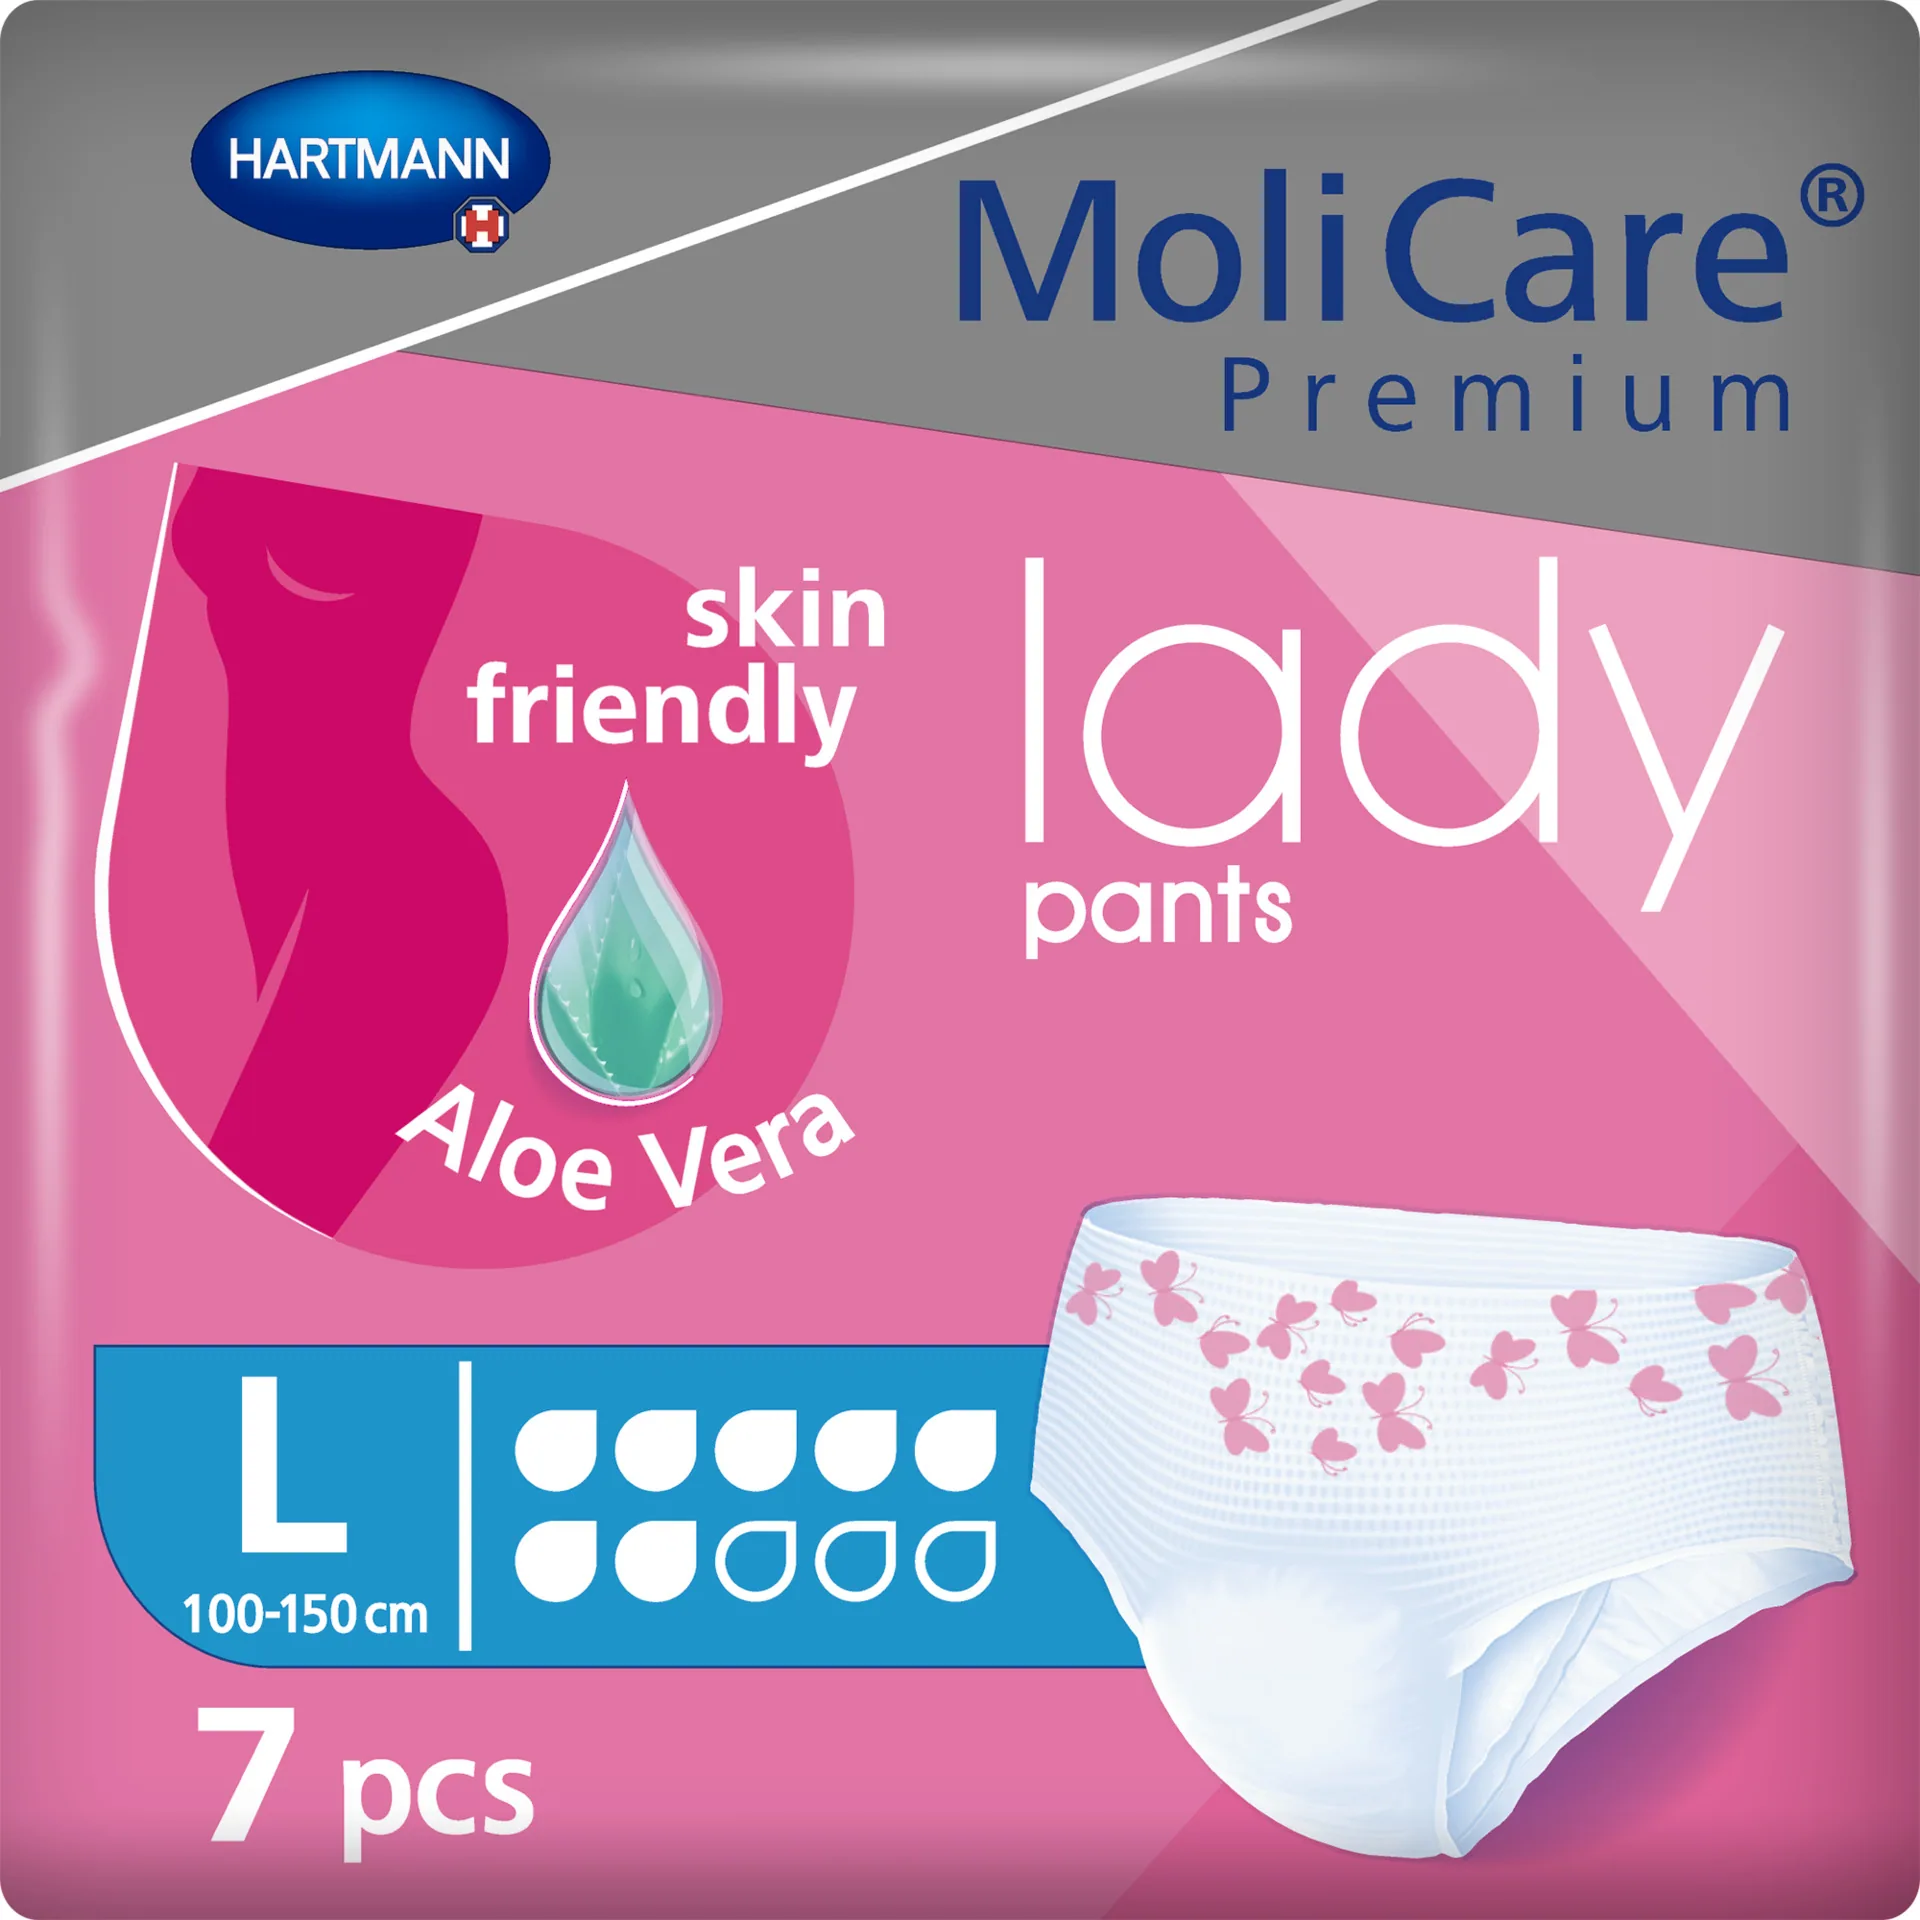 HARTMANN
H
MoliCare®
Premium
skin
friendly
lady
pants
Aloe Vera
L
100-150 cm
7 pcs